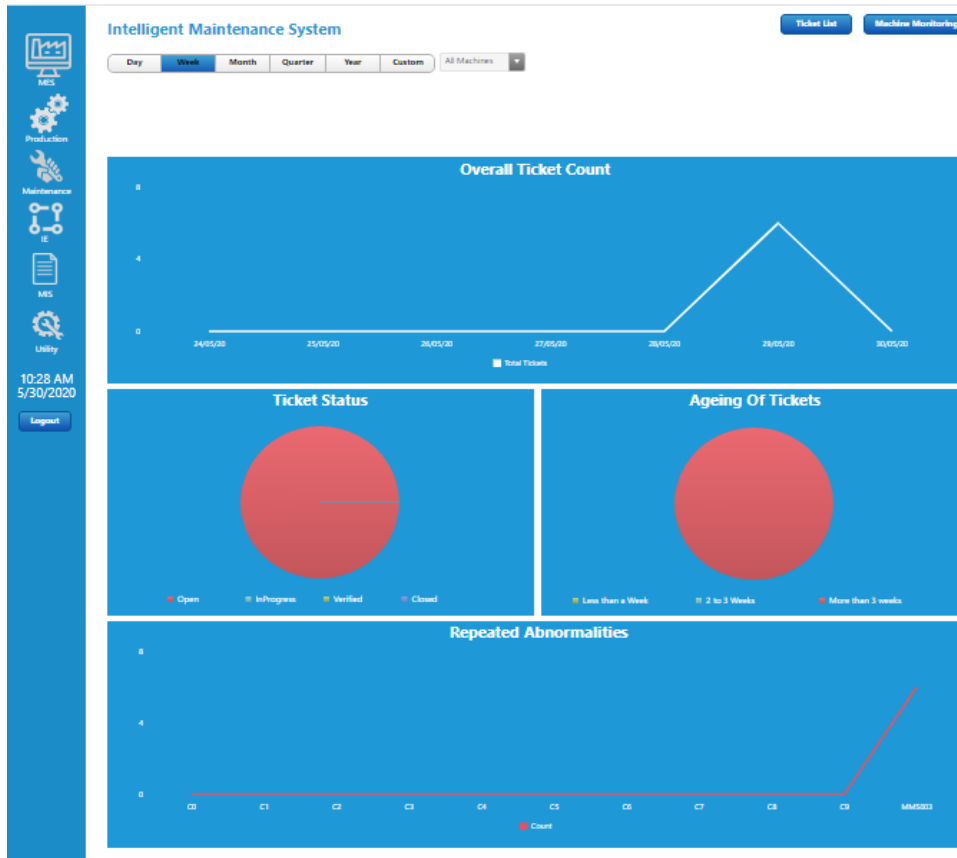 Intelligent Maintenance System
Ticket List
Machine Monitoring
Day Week Month Quarter Year Custom All Machines
MES
Production
Maintenance
IE
MIS
Utility
10:28 AM
5/30/2020
Logout
Overall Ticket Count
8
4
0
24/05/20 25/05/20 26/05/20 27/05/20 28/05/20 29/05/20 30/05/20
Total Tickets
Ticket Status
Open InProgress Verified Closed
Ageing Of Tickets
Less than a Week 2 to 3 Weeks More than 3 weeks
Repeated Abnormalities
8
4
0
C0 C1 C2 C3 C4 C5 C6 C7 C8 C9 MMS003
Count